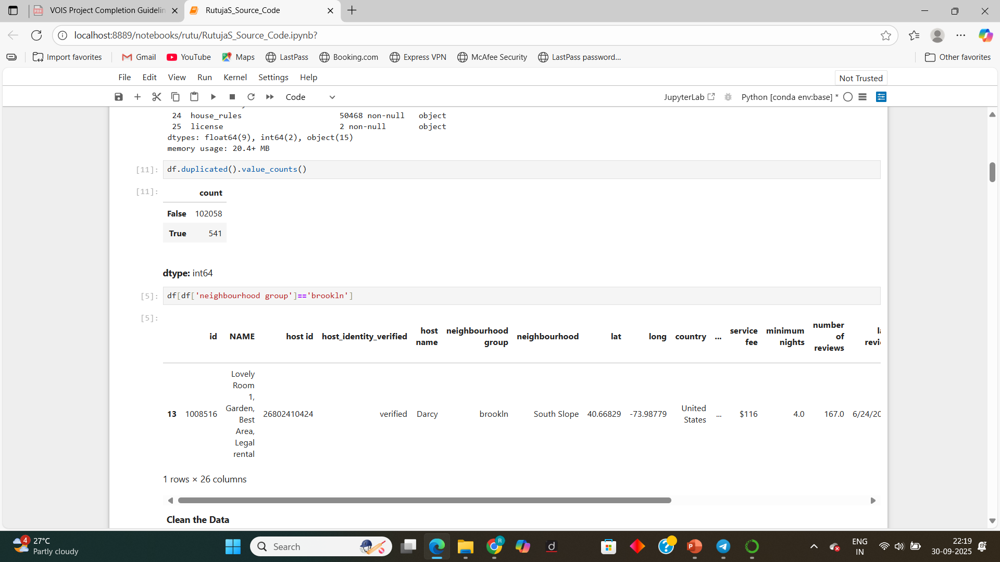 VOIS Project Completion Guidelin
RutujaS_Source_Code
localhost:8889/notebooks/rutu/RutujaS_Source_Code.ipynb?
Import favorites
Gmail
YouTube
Maps
LastPass
Booking.com
Express VPN
McAfee Security
LastPass password...
Other favorites
File Edit View Run Kernel Settings Help
Not Trusted
Code
JupyterLab
Python [conda env:base] *
24 house_rules 50468 non-null object
25 license 2 non-null object
dtypes: float64(9), int64(2), object(15)
memory usage: 20.4+ MB
[11]: df.duplicated().value_counts()
[11]: count
False 102058
True 541
dtype: int64
[5]: df[df['neighbourhood group']=='brookln']
[5]:
id NAME host id host_identity_verified host name neighbourhood group neighbourhood lat long country ... service fee minimum nights number of reviews
13 1008516 Lovely Room 1, Garden, Best Area, Legal rental 26802410424 verified Darcy brookln South Slope 40.66829 -73.98779 United States ... $116 4.0 167.0 6/24/20
1 rows × 26 columns
Clean the Data
4
27°C
Partly cloudy
Search
R
ENG
IN
22:19
30-09-2025